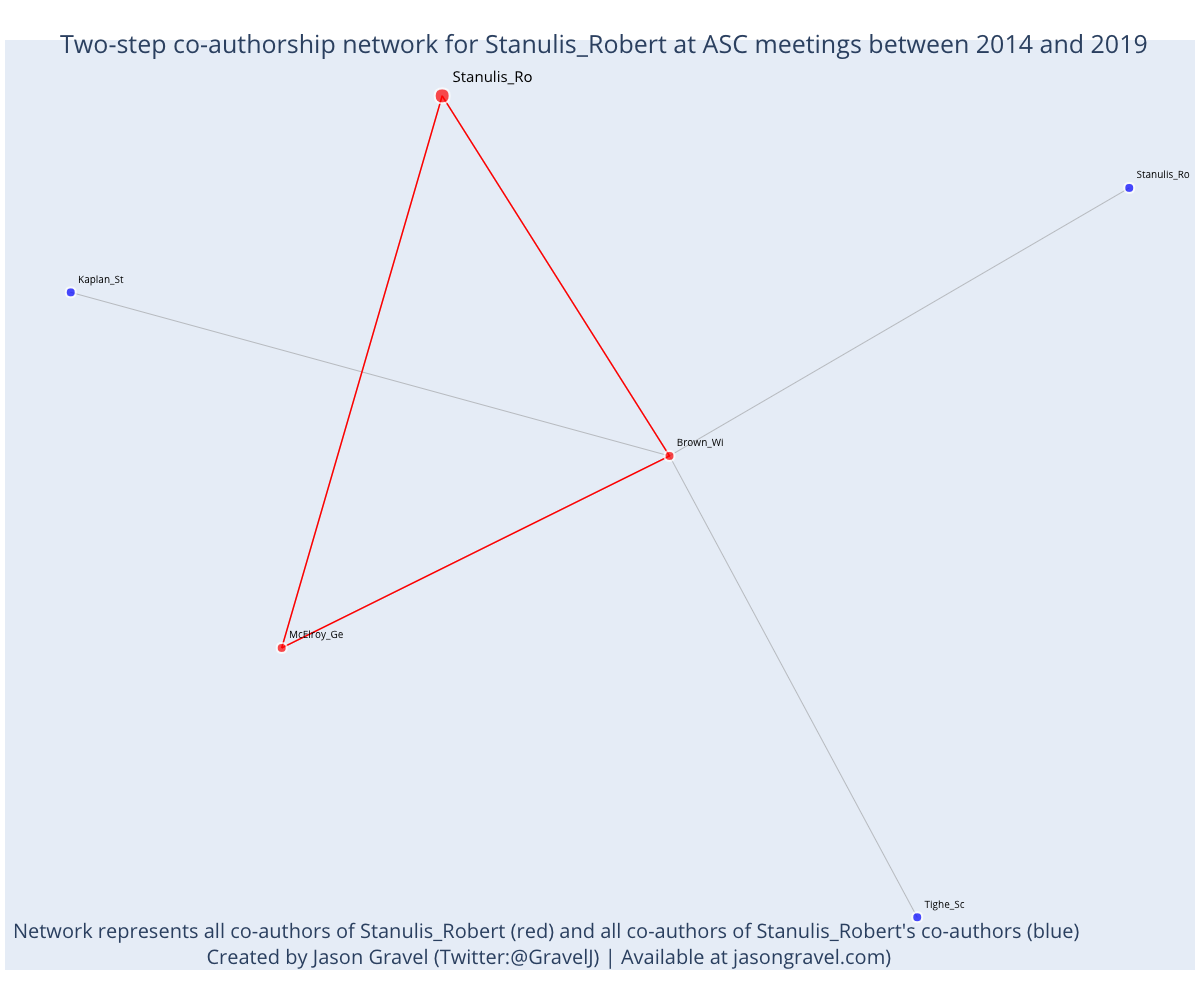 Two-step co-authorship network for Stanulis_Robert at ASC meetings between 2014 and 2019
Stanulis_Ro
Stanulis_Ro
Kaplan_St
Brown_Wi
McElroy_Ge
Tighe_Sc
Network represents all co-authors of Stanulis_Robert (red) and all co-authors of Stanulis_Robert's co-authors (blue)
Created by Jason Gravel (Twitter:@GravelJ) | Available at jasongravel.com)